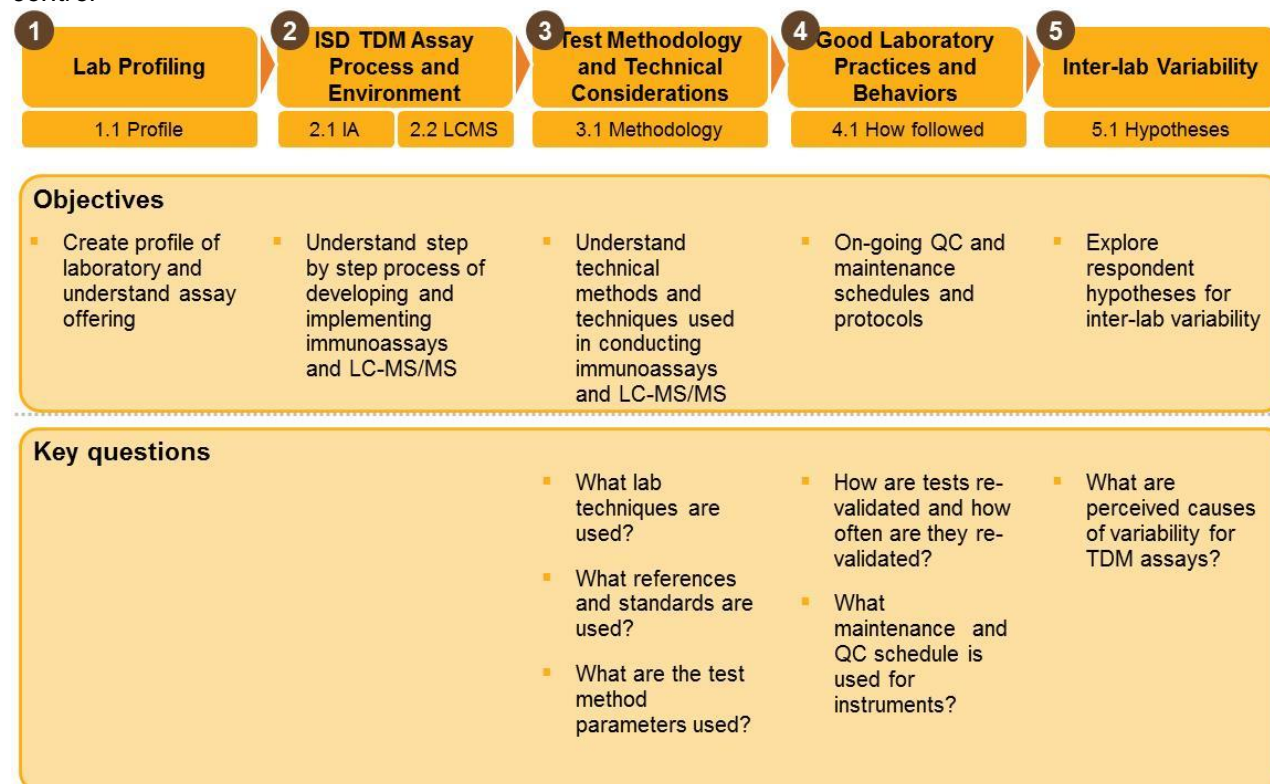 1
Lab Profiling
1.1 Profile
2
ISD TDM Assay
Process and
Environment
2.1 IA
2.2 LCMS
3
Test Methodology
and Technical
Considerations
3.1 Methodology
4
Good Laboratory
Practices and
Behaviors
4.1 How followed
5
Inter-lab Variability
5.1 Hypotheses
Objectives
▪ Create profile of
laboratory and
understand assay
offering
▪ Understand step
by step process of
developing and
implementing
immunoassays
and LC-MS/MS
▪ Understand
technical
methods and
techniques used
in conducting
immunoassays
and LC-MS/MS
▪ On-going QC and
maintenance
schedules and
protocols
▪ Explore
respondent
hypotheses for
inter-lab variability
Key questions
▪ What lab
techniques are
used?
▪ What references
and standards are
used?
▪ What are the test
method
parameters used?
▪ How are tests re-
validated and how
often are they re-
validated?
▪ What
maintenance and
QC schedule is
used for
instruments?
▪ What are
perceived causes
of variability for
TDM assays?